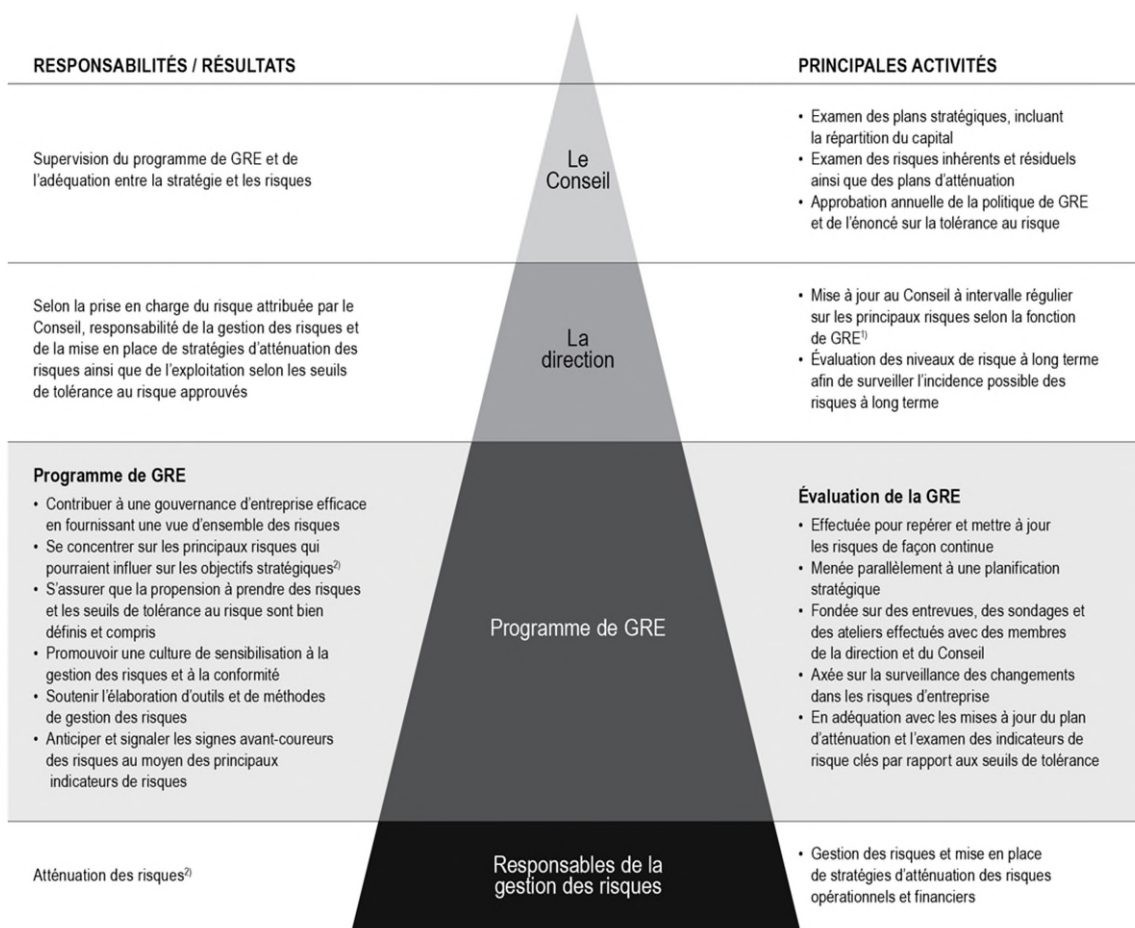 RESPONSABILITÉS / RÉSULTATS
PRINCIPALES ACTIVITÉS
Supervision du programme de GRE et de
l'adéquation entre la stratégie et les risques
Le
Conseil
• Examen des plans stratégiques, incluant
la répartition du capital
• Examen des risques inhérents et résiduels
ainsi que des plans d'atténuation
• Approbation annuelle de la politique de GRE
et de l'énoncé sur la tolérance au risque
Selon la prise en charge du risque attribuée par le
Conseil, responsabilité de la gestion des risques et
de la mise en place de stratégies d'atténuation des
risques ainsi que de l'exploitation selon les seuils
de tolérance au risque approuvés
La
direction
• Mise à jour au Conseil à intervalle régulier
sur les principaux risques selon la fonction
de GRE1)
• Évaluation des niveaux de risque à long terme
afin de surveiller l'incidence possible des
risques à long terme
Programme de GRE
• Contribuer à une gouvernance d'entreprise efficace
en fournissant une vue d'ensemble des risques
• Se concentrer sur les principaux risques qui
pourraient influer sur les objectifs stratégiques2)
• S'assurer que la propension à prendre des risques
et les seuils de tolérance au risque sont bien
définis et compris
• Promouvoir une culture de sensibilisation à la
gestion des risques et à la conformité
• Soutenir l'élaboration d'outils et de méthodes
de gestion des risques
• Anticiper et signaler les signes avant-coureurs
des risques au moyen des principaux
indicateurs de risques
Programme de GRE
Évaluation de la GRE
• Effectuée pour repérer et mettre à jour
les risques de façon continue
• Menée parallèlement à une planification
stratégique
• Fondée sur des entrevues, des sondages et
des ateliers effectués avec des membres
de la direction et du Conseil
• Axée sur la surveillance des changements
dans les risques d'entreprise
• En adéquation avec les mises à jour du plan
d'atténuation et l'examen des indicateurs de
risque clés par rapport aux seuils de tolérance
Atténuation des risques2)
Responsables de la
gestion des risques
• Gestion des risques et mise en place
de stratégies d'atténuation des risques
opérationnels et financiers